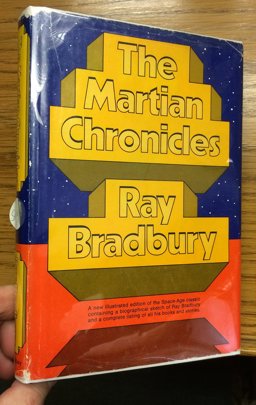 The
Martian
Chronicles
Ray
Bradbury
A new illustrated edition of the Space-Age classic
containing a biographical sketch of Ray Bradbury
and a complete listing of all his books and stories.